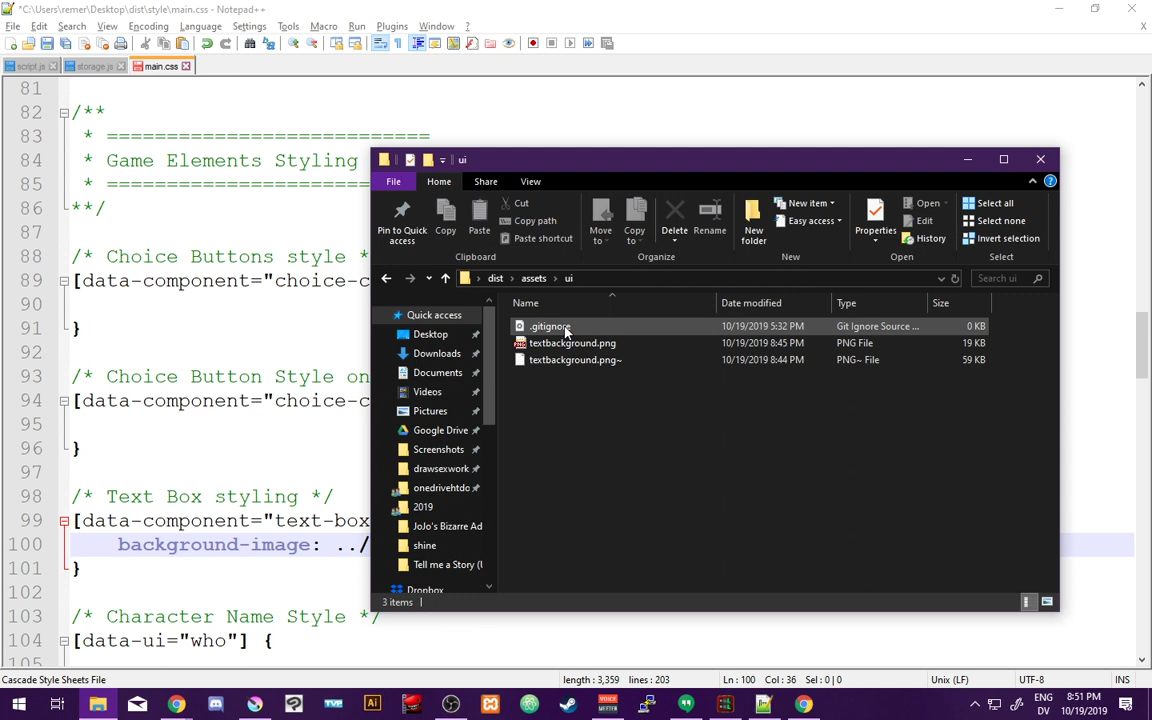 *C:\Users\remer\Desktop\dist\style\main.css - Notepad++
File Edit Search View Encoding Language Settings Tools Macro Run Plugins Window ?
X
script.js storage.js main.css
81
82 /**
83 * ===========================
84 * Game Elements Styling
85 * ======================
86 **/
87
88 /* Choice Buttons style *
89 [data-component="choice-c
90
91 }
92
93 /* Choice Button Style on
94 [data-component="choice-c
95
96 }
97
98 /* Text Box styling */
99 [data-component="text-box
100 background-image: ../
101 }
102
103 /* Character Name Style */
104 [data-ui="who"] {
105
ui
File Home Share View
Pin to Quick access
Copy
Paste
Cut
Copy path
Paste shortcut
Move to
Copy to
Delete
Rename
New folder
New item
Easy access
Properties
Open
Edit
History
Select all
Select none
Invert selection
Clipboard Organize New Open Select
dist > assets > ui
Search ui
Name Date modified Type Size
.gitignore 10/19/2019 5:32 PM Git Ignore Source ... 0 KB
textbackground.png 10/19/2019 8:45 PM PNG File 19 KB
textbackground.png~ 10/19/2019 8:44 PM PNG~ File 59 KB
Quick access
Desktop
Downloads
Documents
Videos
Pictures
Google Drive
Screenshots
drawsexwork
onedrivehtdo
2019
JoJo's Bizarre Ad
shine
Tell me a Story (U
Dropbox
3 items
Cascade Style Sheets File length : 3,359 lines : 203 Ln : 100 Col : 36 Sel : 0 | 0 Unix (LF) UTF-8 INS
ENG
DV
8:51 PM
10/19/2019